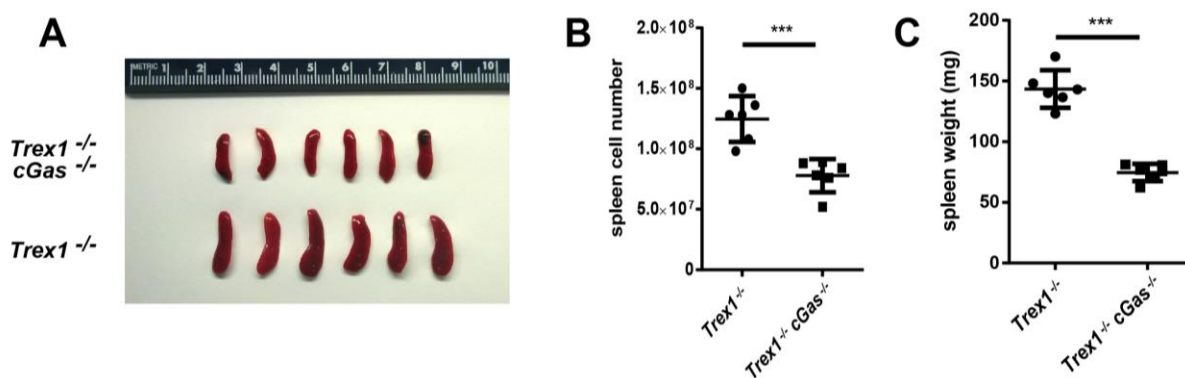 A
METRIC 1 2 3 4 5 6 7 8 9 10
Trex1 -/-
cGas -/-
Trex1 -/-
B
spleen cell number
2.0×10⁸
1.5×10⁸
1.0×10⁸
5.0×10⁷
0
***
Trex1-/-
Trex1-/- cGas-/-
C
spleen weight (mg)
200
150
100
50
0
***
Trex1-/-
Trex1-/- cGas-/-